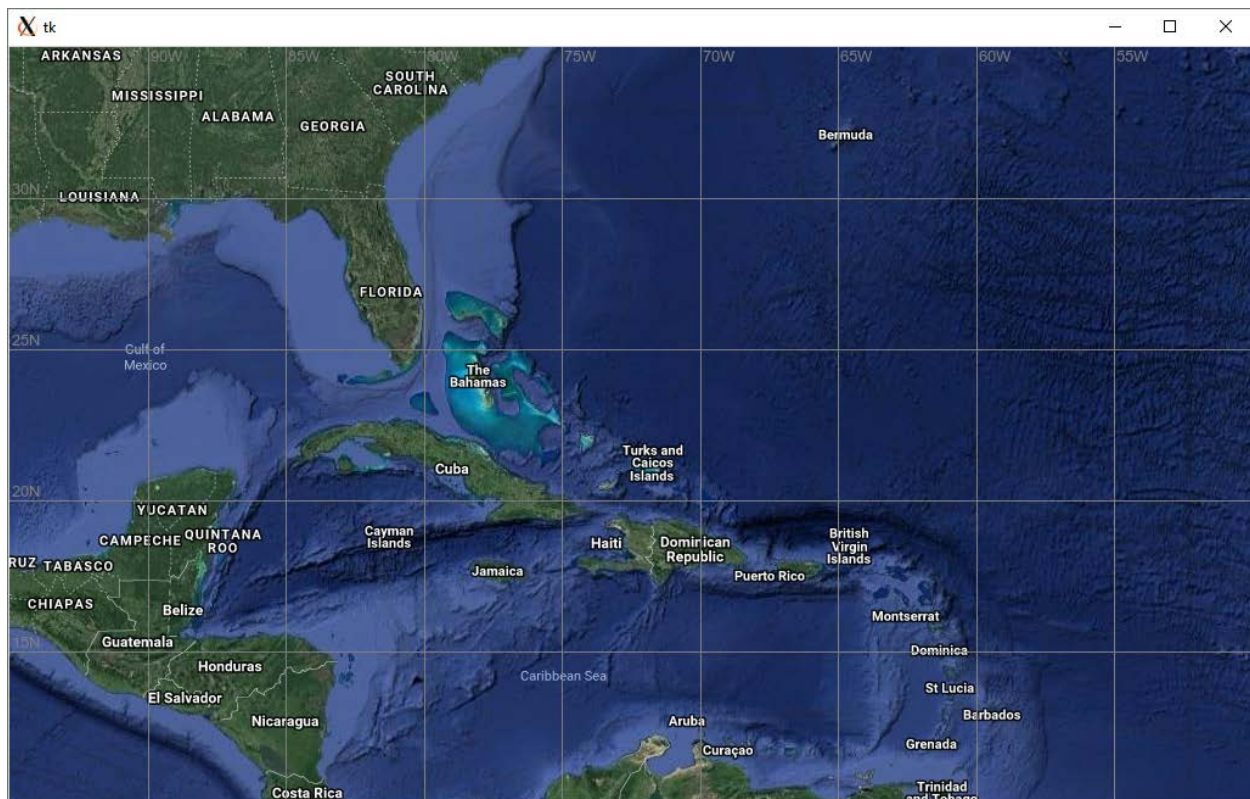 tk
ARKANSAS
90W
85W
80W
75W
70W
65W
60W
55W
SOUTH
CAROLINA
MISSISSIPPI
ALABAMA
GEORGIA
Bermuda
30N
LOUISIANA
FLORIDA
25N
Gulf of
Mexico
The
Bahamas
Turks and
Caicos
Islands
Cuba
20N
YUCATAN
CAMPECHE
QUINTANA
ROO
Cayman
Islands
Haiti
Dominican
Republic
British
Virgin
Islands
RUZ
TABASCO
Jamaica
Puerto Rico
CHIAPAS
Belize
Montserrat
Guatemala
15N
Dominica
Honduras
Caribbean Sea
El Salvador
St Lucia
Nicaragua
Aruba
Barbados
Curaçao
Grenada
Costa Rica
Trinidad
and Tobago